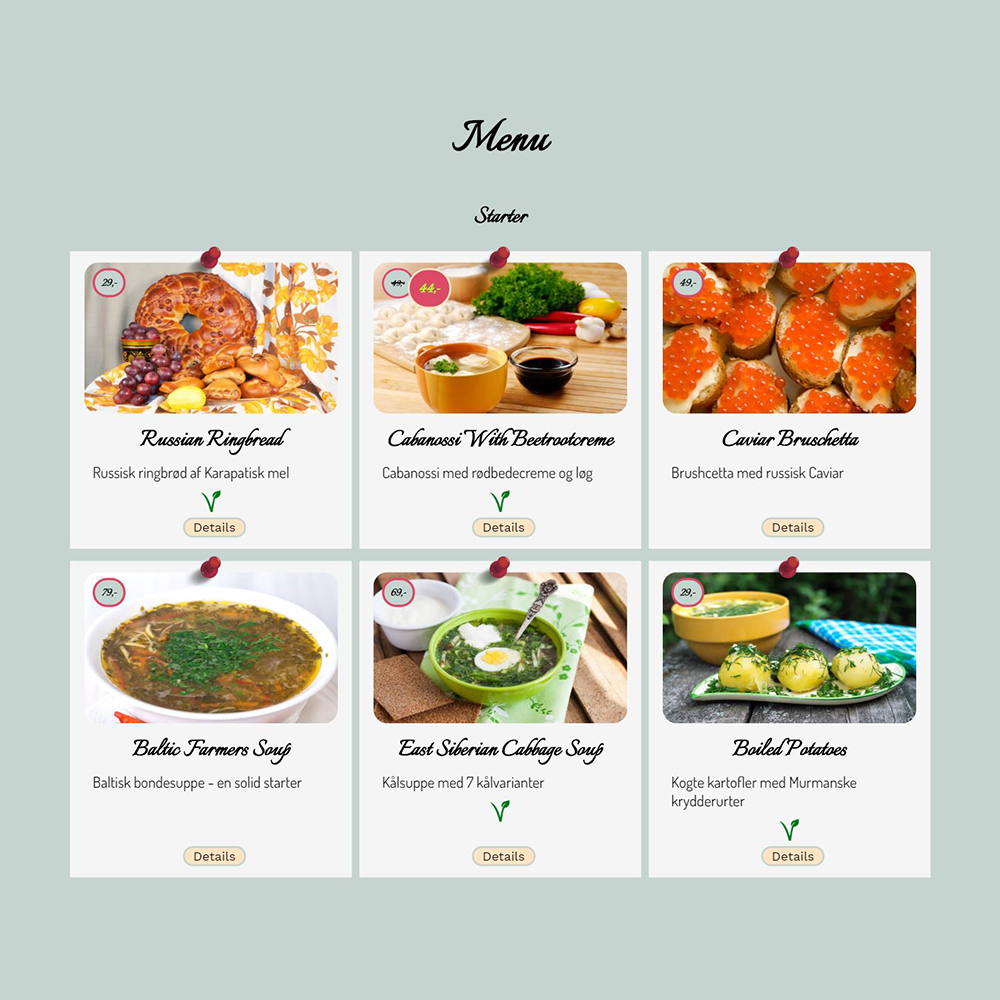 Menu
Starter
29,-
49,-
44,-
49,-
Russian Ringbread
Cabanossi With Beetrootcreme
Caviar Bruschetta
Russisk ringbrød af Karapatisk mel
Cabanossi med rødbedecreme og løg
Brushcetta med russisk Caviar
Details
Details
Details
79,-
69,-
29,-
Baltic Farmers Soup
East Siberian Cabbage Soup
Boiled Potatoes
Baltisk bondesuppe - en solid starter
Kålsuppe med 7 kålvarianter
Kogte kartofler med Murmanske
krydderurter
Details
Details
Details